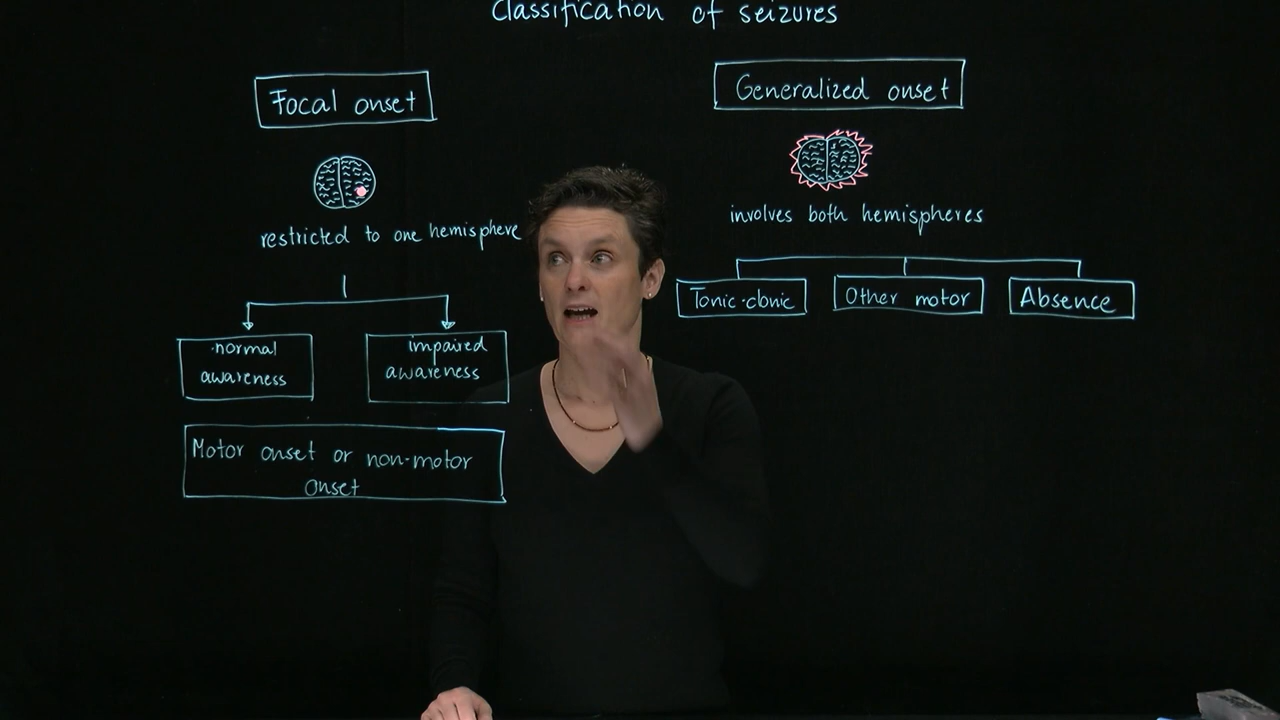 Classification of seizures
Focal onset
restricted to one hemisphere
normal
awareness
impaired
awareness
Motor onset or non-motor
onset
Generalized onset
involves both hemispheres
Tonic-clonic
Other motor
Absence